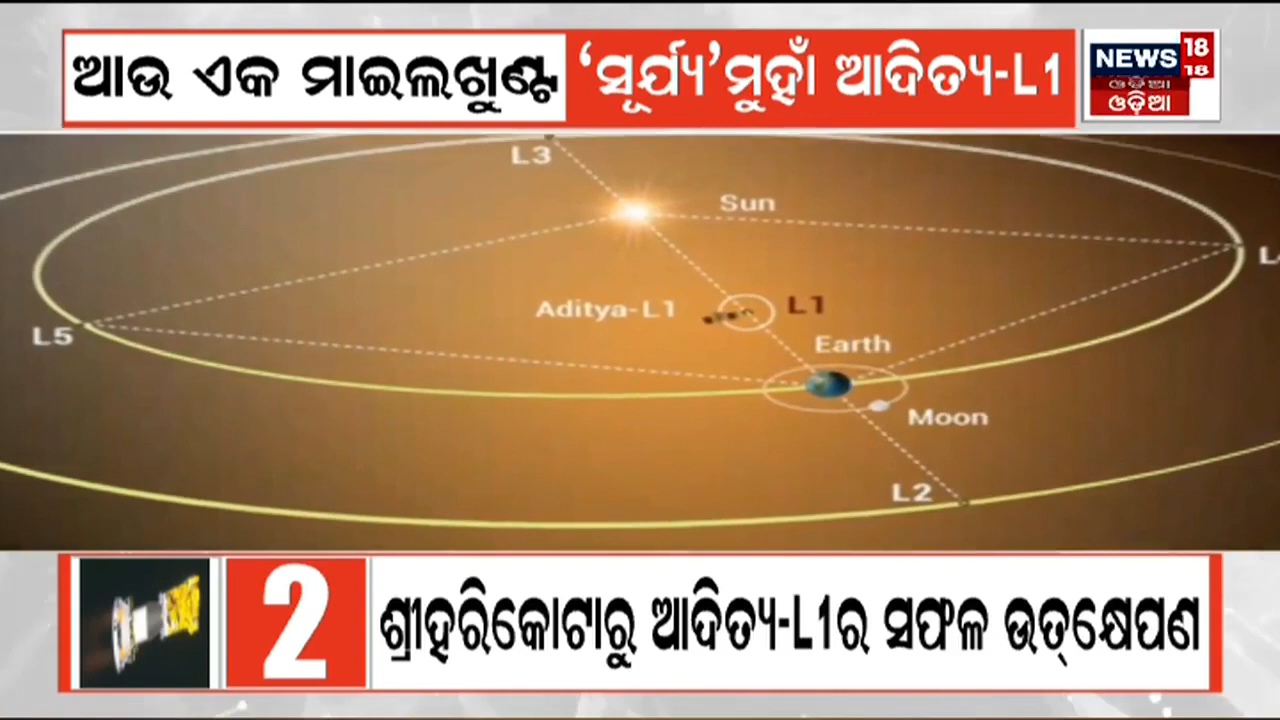 ଆଉ ଏକ ମାଇଲଖୁଣ୍ଟ 'ସୂର୍ଯ୍ୟ'ମୁହାଁ ଆଦିତ୍ୟ-L1
NEWS 18
18
ଓଡ଼ିଆ
L3
Sun
Aditya-L1
L1
L5
Earth
Moon
L2
2
ଶ୍ରୀହରିକୋଟାରୁ ଆଦିତ୍ୟ-L1ର ସଫଳ ଉତ୍‌କ୍ଷେପଣ